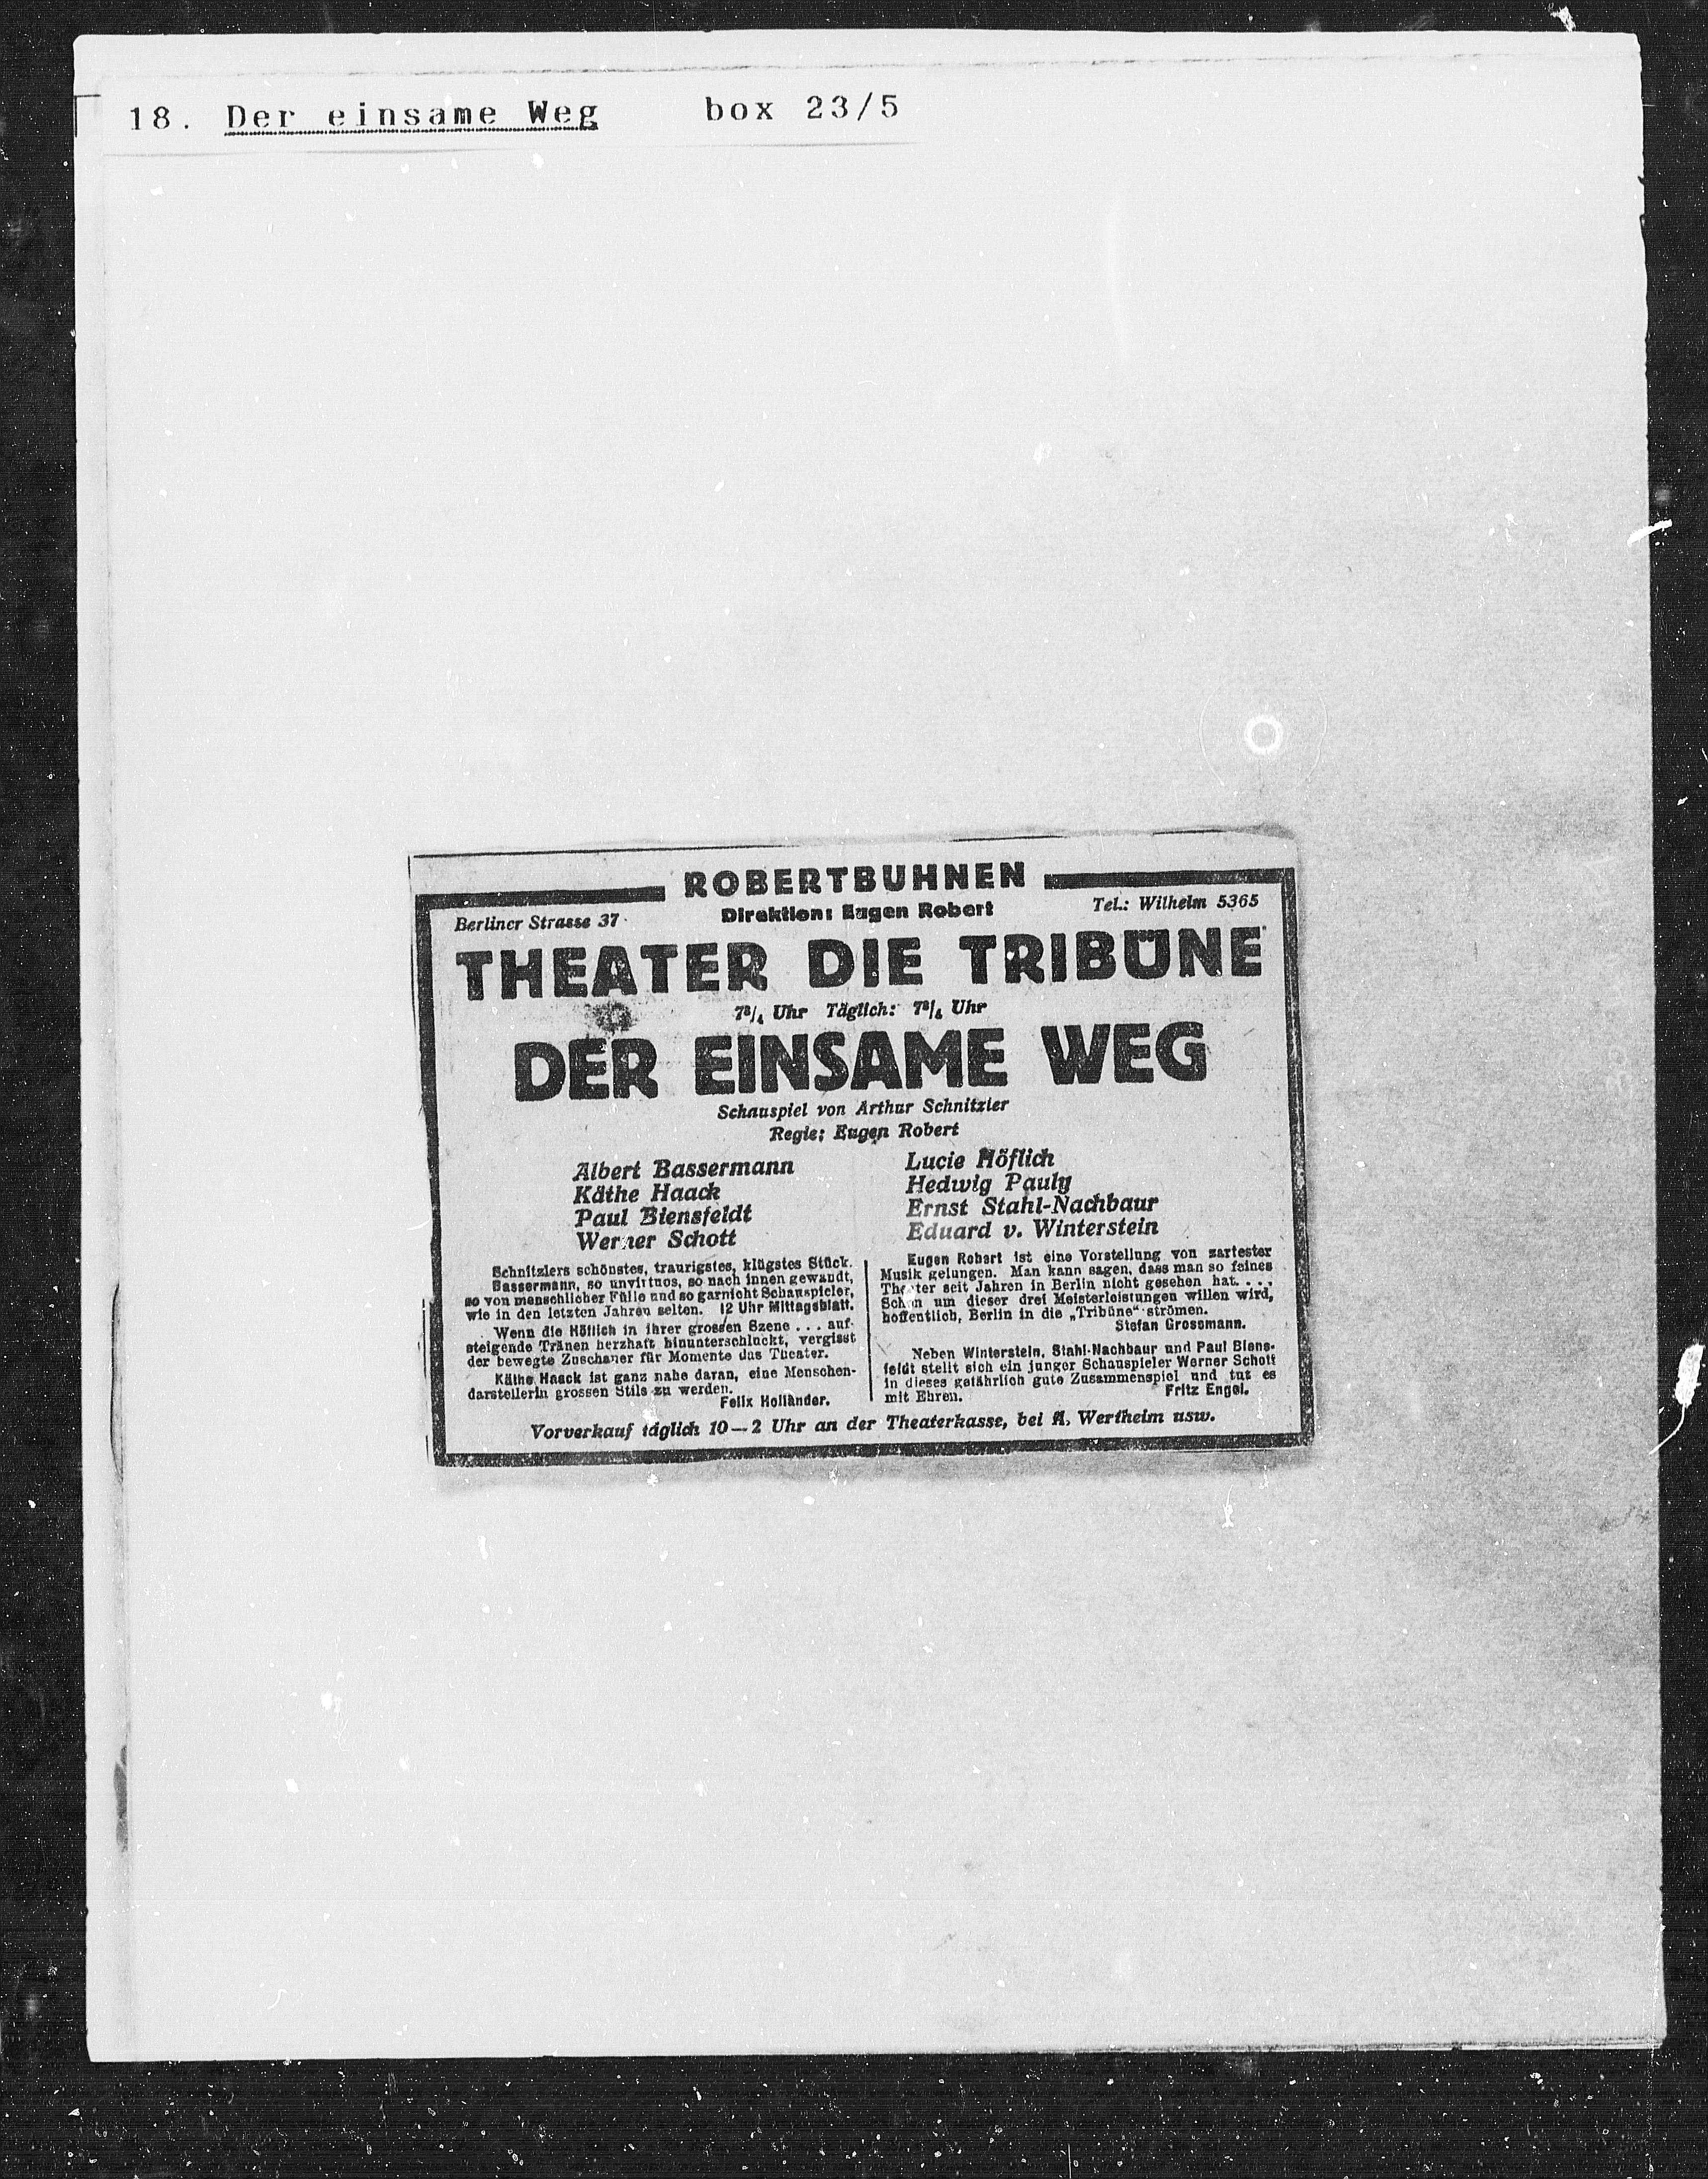 18. Der einsame Weg box 23/5
ROBERTBUHNEN
Berliner Strasse 37
Direktion: Eugen Robert
Tel.: Wilhelm 5365
THEATER DIE TRIBÜNE
7¾ Uhr Täglich: 7¾ Uhr
DER EINSAME WEG
Schauspiel von Arthur Schnitzler
Regie: Eugen Robert
Albert Bassermann
Käthe Haack
Paul Biensfeldt
Werner Schott
Lucie Höflich
Hedwig Pauly
Ernst Stahl-Nachbaur
Eduard v. Winterstein
Schnitzlers schönstes, traurigstes, klügstes Stück.
Bassermann, so unvirtuos, so nach innen gewandt,
so von menschlicher Fülle und so garnicht Schauspieler,
wie in den letzten Jahren selten. 12 Uhr Mittagsblatt.
Wenn die Höflich in ihrer grossen Szene . . . auf-
steigende Tränen herzhaft hinunterschluckt, vergisst
der bewegte Zuschauer für Momente das Theater.
Käthe Haack ist ganz nahe daran, eine Menschen-
darstellerin grossen Stils zu werden.
Felix Holländer.
Eugen Robert ist eine Vorstellung von zartester
Musik gelungen. Man kann sagen, dass man so feines
Theater seit Jahren in Berlin nicht gesehen hat. . . .
Schon um dieser drei Meisterleistungen willen wird,
hoffentlich, Berlin in die „Tribüne“ strömen.
Stefan Grossmann.
Neben Winterstein, Stahl-Nachbaur und Paul Biens-
feldt stellt sich ein junger Schauspieler Werner Schott
in dieses gefährlich gute Zusammenspiel und tut es
mit Ehren.
Fritz Engel.
Vorverkauf täglich 10—2 Uhr an der Theaterkasse, bei A. Wertheim usw.